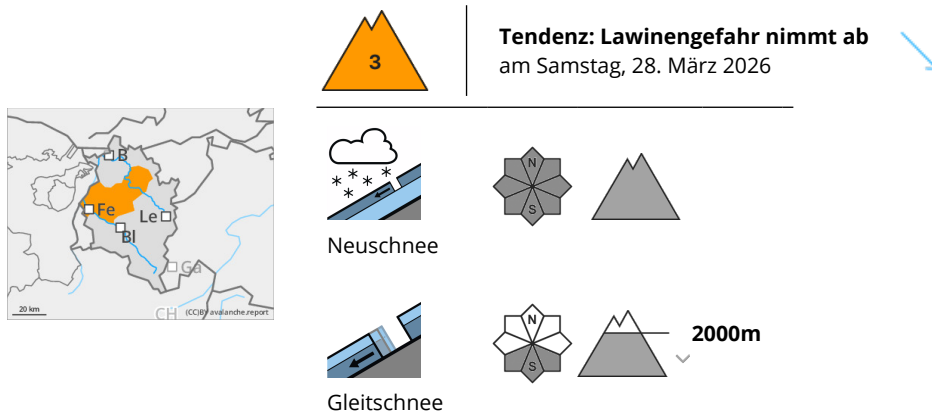 3
Tendenz: Lawinengefahr nimmt ab
am Samstag, 28. März 2026
B
Fe
Le
Bl
Ga
20 km
CH
(CC)BY avalanche.report
N
S
Neuschnee
N
S
2000m
Gleitschnee